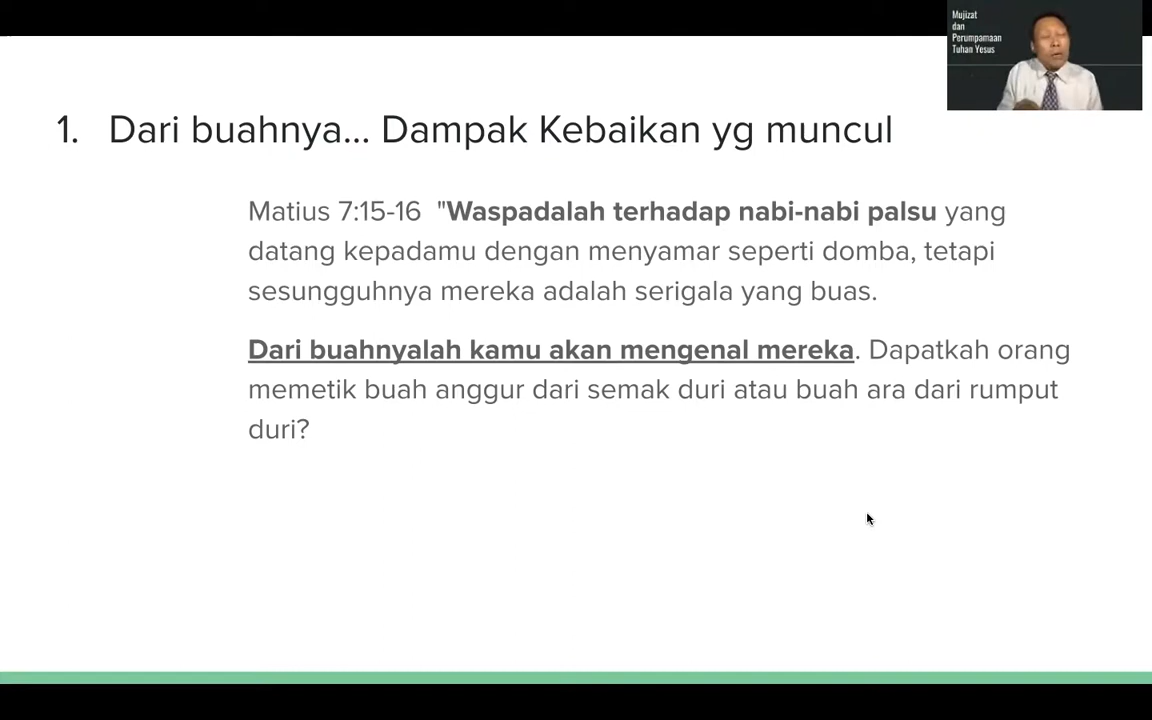 Mujizat
dan
Perumpamaan
Tuhan Yesus
1. Dari buahnya... Dampak Kebaikan yg muncul
Matius 7:15-16 "Waspadalah terhadap nabi-nabi palsu yang
datang kepadamu dengan menyamar seperti domba, tetapi
sesungguhnya mereka adalah serigala yang buas.
Dari buahnyalah kamu akan mengenal mereka. Dapatkah orang
memetik buah anggur dari semak duri atau buah ara dari rumput
duri?